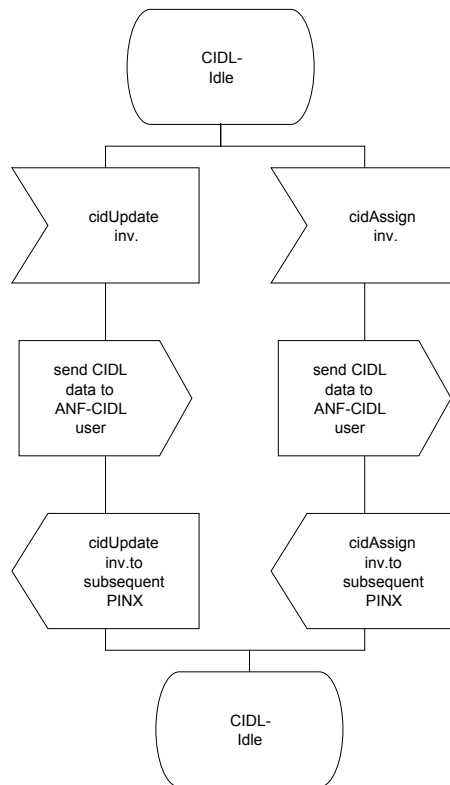 CIDL-
Idle
cidUpdate
inv.
cidAssign
inv.
send CIDL
data to
ANF-CIDL
user
send CIDL
data to
ANF-CIDL
user
cidUpdate
inv.to
subsequent
PINX
cidAssign
inv.to
subsequent
PINX
CIDL-
Idle